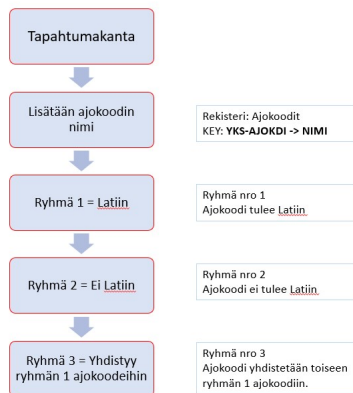 Tapahtumakanta
Lisätään ajokoodin
nimi
Rekisteri: Ajokoodit
KEY: YKS-AJOKDI -> NIMI
Ryhmä 1 = Latiin
Ryhmä nro 1
Ajokoodi tulee Latiin
Ryhmä 2 = Ei Latiin
Ryhmä nro 2
Ajokoodi ei tulee Latiin
Ryhmä 3 = Yhdistyy
ryhmän 1 ajokoodeihin
Ryhmä nro 3
Ajokoodi yhdistetään toiseen
ryhmän 1 ajokoodiin.